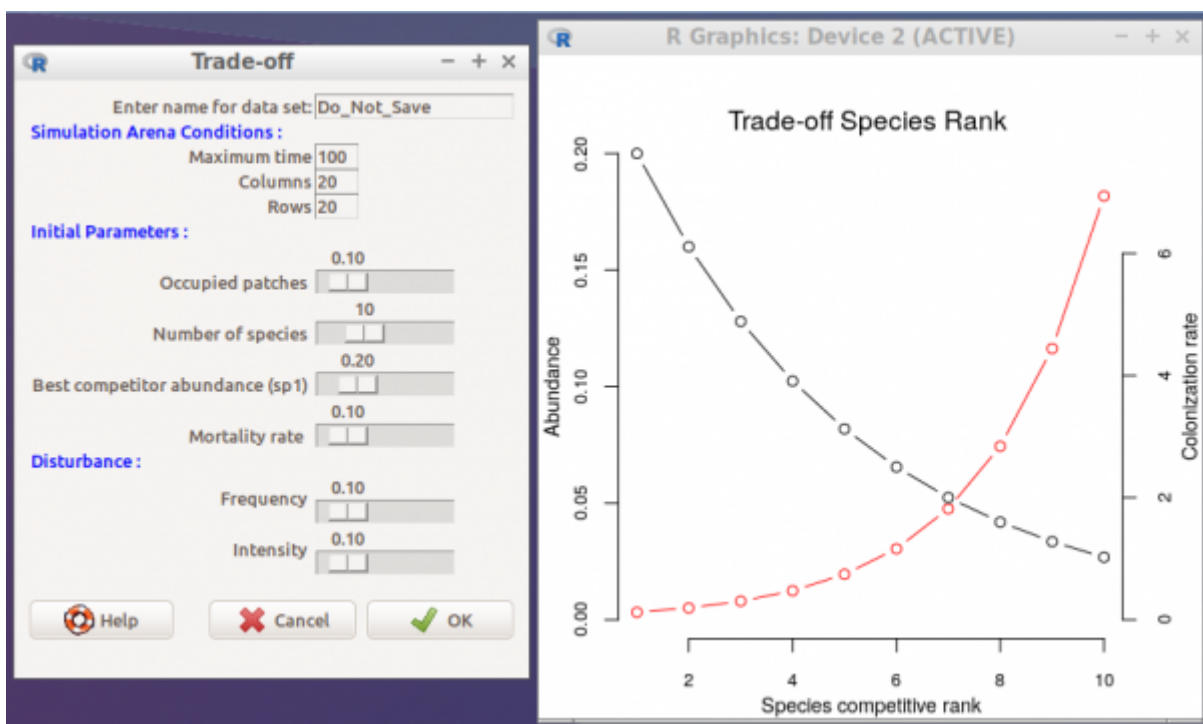 Trade-off
Enter name for data set: Do_Not_Save
Simulation Arena Conditions :
Maximum time 100
Columns 20
Rows 20
Initial Parameters :
0.10
Occupied patches
10
Number of species
0.20
Best competitor abundance (sp1)
0.10
Mortality rate
Disturbance :
0.10
Frequency
0.10
Intensity
Help Cancel OK
R Graphics: Device 2 (ACTIVE)
Trade-off Species Rank
Abundance
0.20
0.15
0.10
0.05
0.00
6
4
2
0
Colonization rate
2 4 6 8 10
Species competitive rank